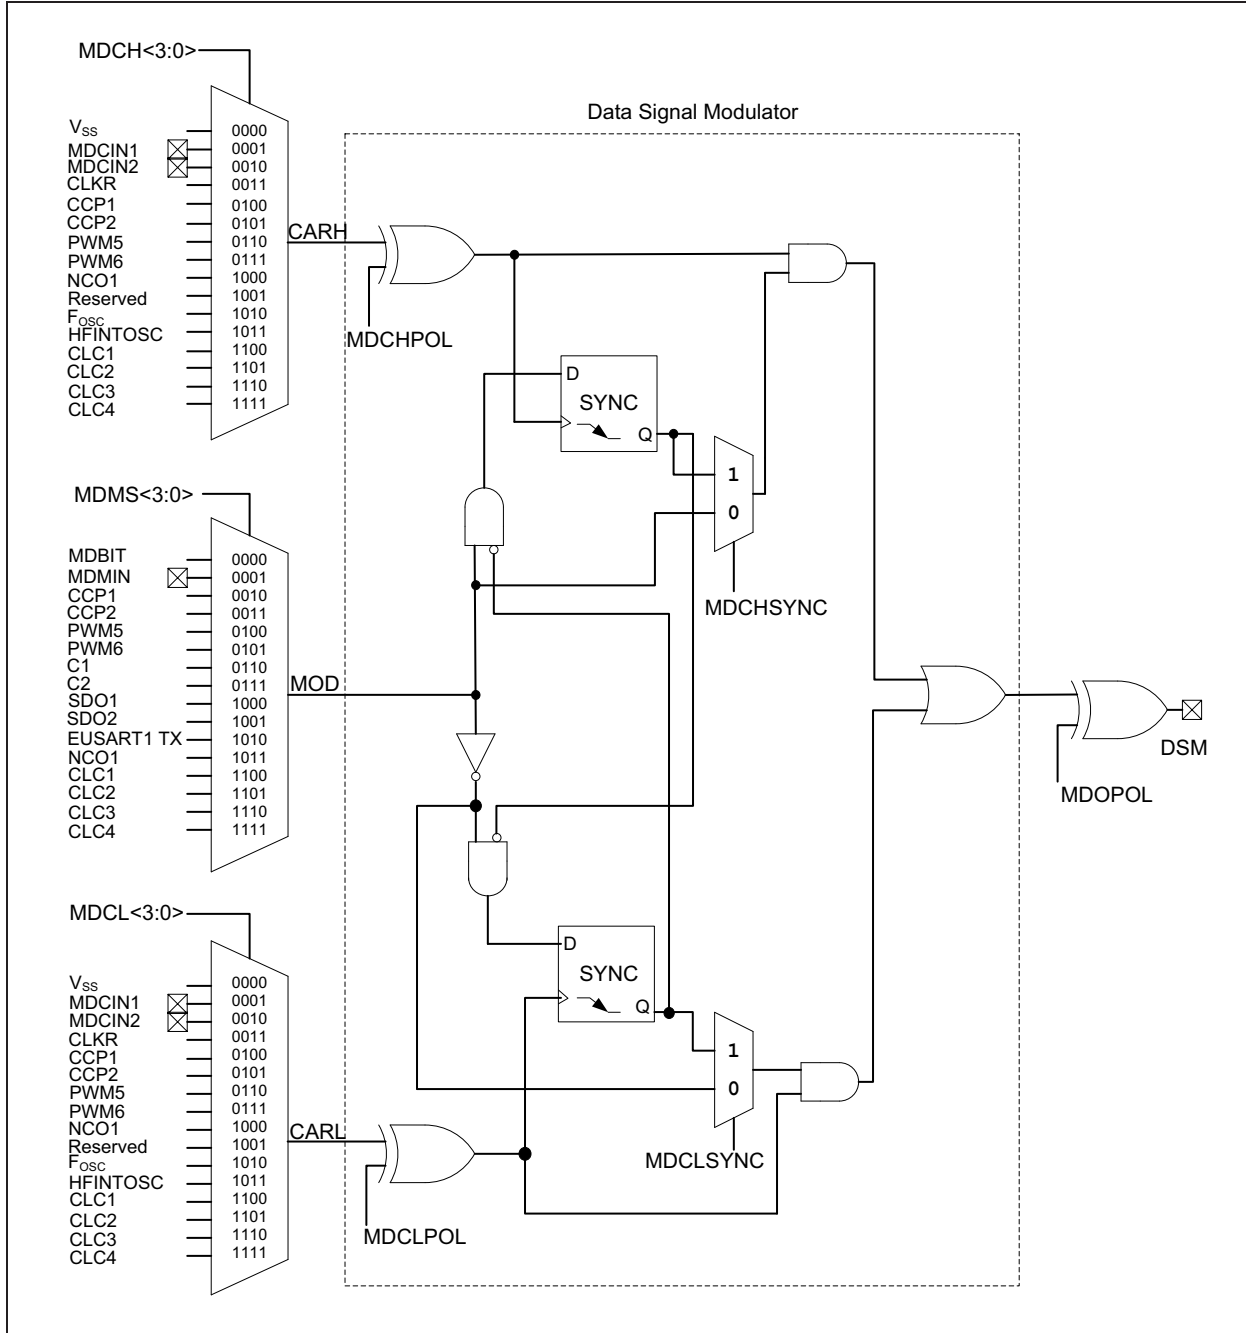 MDCH<3:0>
Data Signal Modulator
VSS 0000
MDCIN1 0001
MDCIN2 0010
CLKR 0011
CCP1 0100
CCP2 0101
PWM5 0110
PWM6 0111
NCO1 1000
Reserved 1001
FOSC 1010
HFINTOSC 1011
CLC1 1100
CLC2 1101
CLC3 1110
CLC4 1111
CARH
MDCHPOL
D
SYNC
Q
1
0
MDCHSYNC
MDMS<3:0>
MDBIT 0000
MDMIN 0001
CCP1 0010
CCP2 0011
PWM5 0100
PWM6 0101
C1 0110
C2 0111
SDO1 1000
SDO2 1001
EUSART1 TX 1010
NCO1 1011
CLC1 1100
CLC2 1101
CLC3 1110
CLC4 1111
MOD
DSM
MDOPOL
MDCL<3:0>
VSS 0000
MDCIN1 0001
MDCIN2 0010
CLKR 0011
CCP1 0100
CCP2 0101
PWM5 0110
PWM6 0111
NCO1 1000
Reserved 1001
FOSC 1010
HFINTOSC 1011
CLC1 1100
CLC2 1101
CLC3 1110
CLC4 1111
CARL
MDCLPOL
D
SYNC
Q
1
0
MDCLSYNC